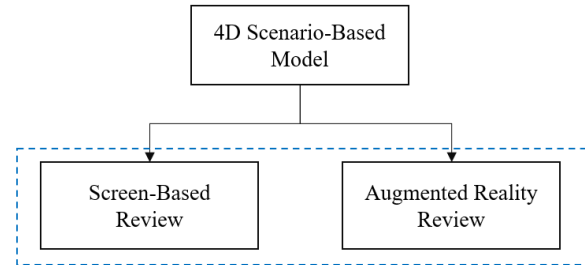 4D Scenario-Based
Model
Screen-Based
Review
Augmented Reality
Review